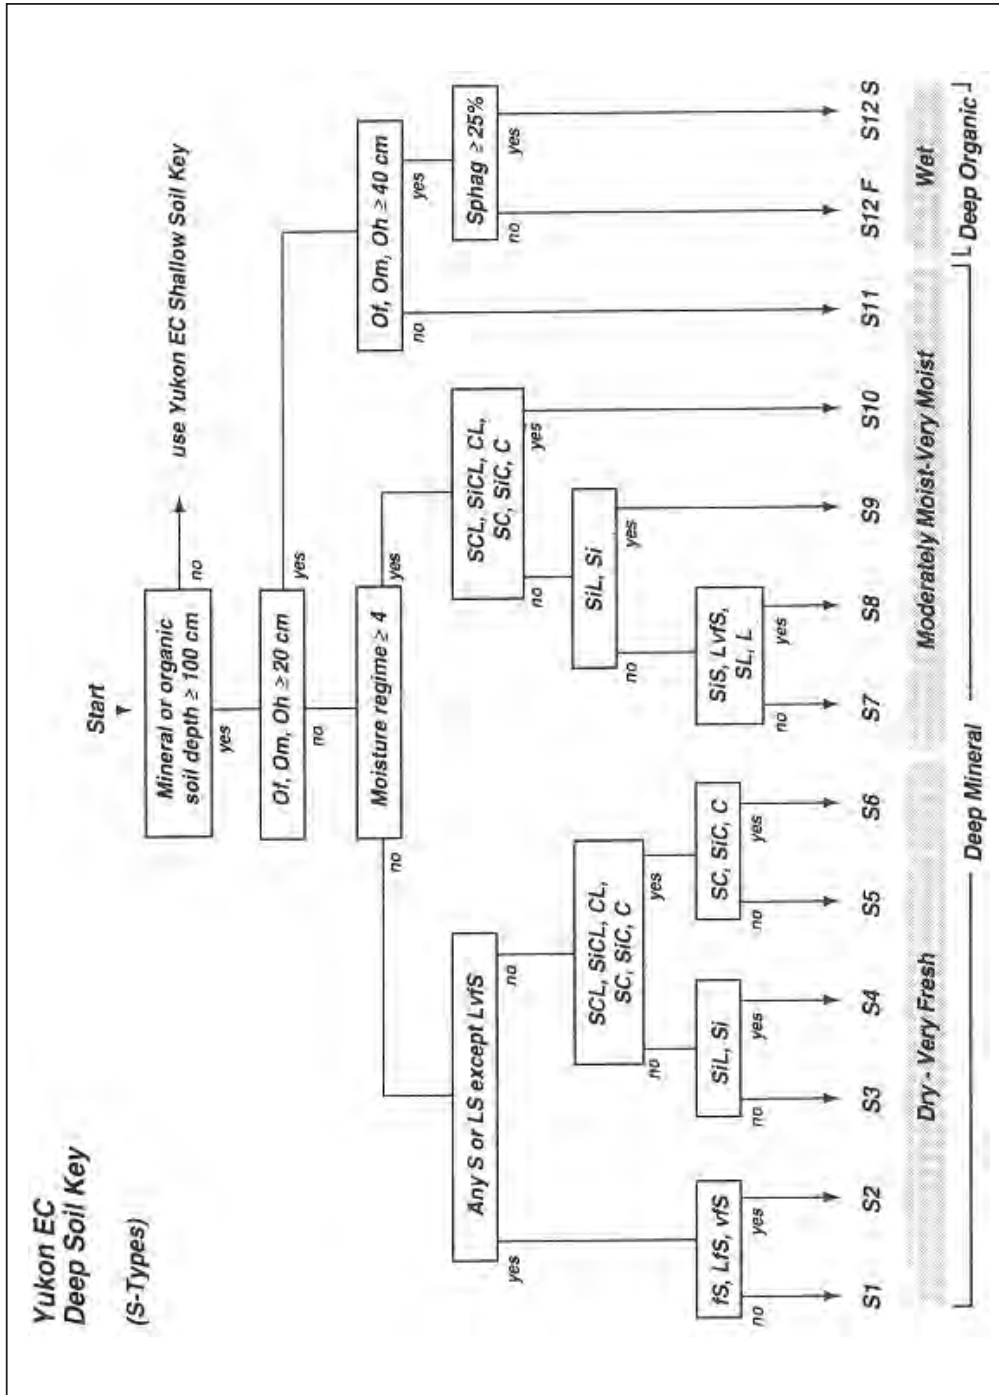 Yukon EC
Deep Soil Key
(S-Types)
Start
Mineral or organic
soil depth ≥ 100 cm
no
use Yukon EC Shallow Soil Key
yes
Of, Om, Oh ≥ 20 cm
yes
no
Of, Om, Oh ≥ 40 cm
yes
no
Moisture regime ≥ 4
yes
no
Sphag ≥ 25%
yes
no
Any S or LS except LvfS
no
yes
SCL, SiCL, CL,
SC, SiC, C
yes
no
SCL, SiCL, CL,
SC, SiC, C
yes
no
SiL, Si
yes
no
fS, LfS, vfS
yes
no
SiL, Si
yes
no
SC, SiC, C
yes
no
SiS, LvfS,
SL, L
yes
no
S1 S2 S3 S4 S5 S6 S7 S8 S9 S10 S11 S12 F S12 S
Dry - Very Fresh Moderately Moist-Very Moist Wet
Deep Mineral Deep Organic